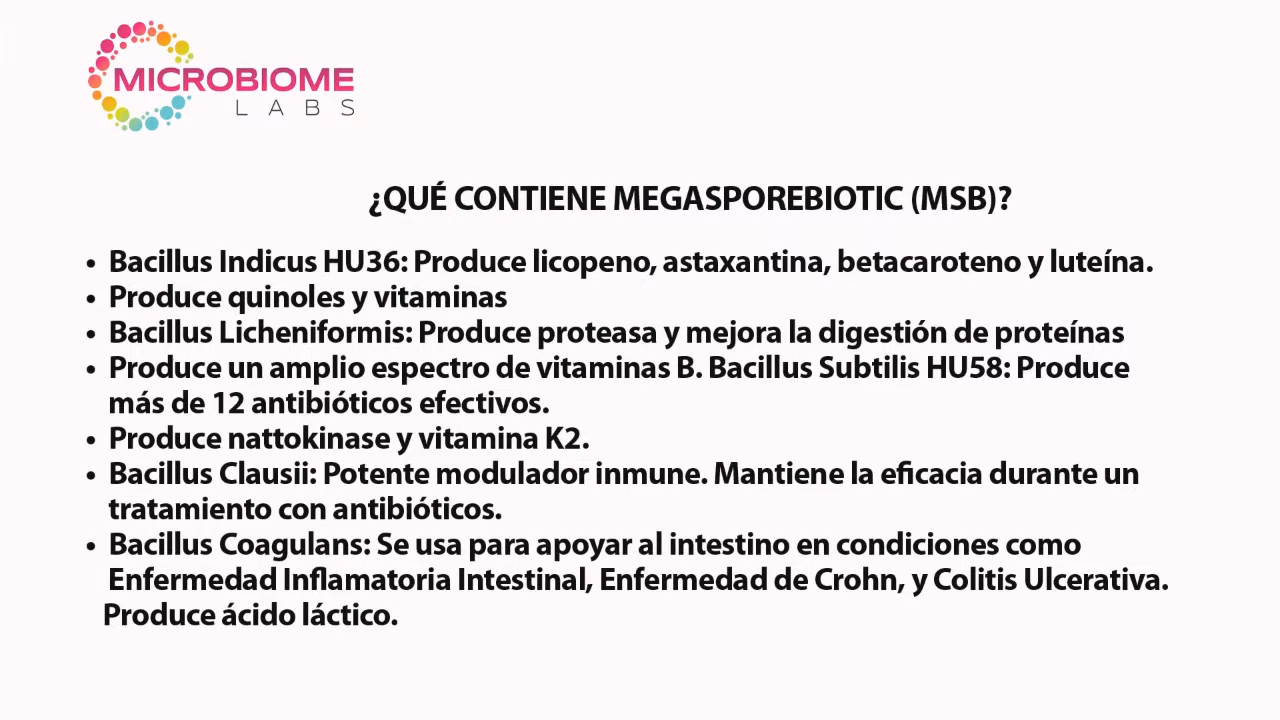 MICROBIOME
LABS
¿QUÉ CONTIENE MEGASPOREBIOTIC (MSB)?
• Bacillus Indicus HU36: Produce licopeno, astaxantina, betacaroteno y luteína.
• Produce quinoles y vitaminas
• Bacillus Licheniformis: Produce proteasa y mejora la digestión de proteínas
• Produce un amplio espectro de vitaminas B. Bacillus Subtilis HU58: Produce
más de 12 antibióticos efectivos.
• Produce nattokinase y vitamina K2.
• Bacillus Clausii: Potente modulador inmune. Mantiene la eficacia durante un
tratamiento con antibióticos.
• Bacillus Coagulans: Se usa para apoyar al intestino en condiciones como
Enfermedad Inflamatoria Intestinal, Enfermedad de Crohn, y Colitis Ulcerativa.
Produce ácido láctico.